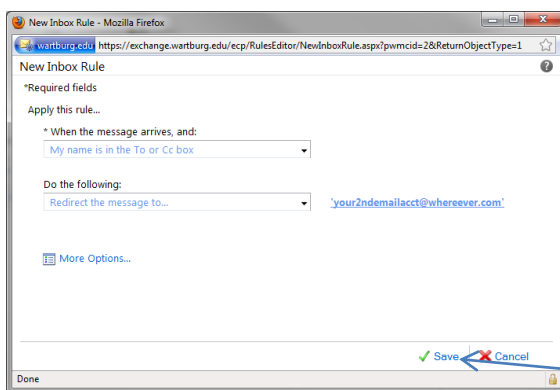 New Inbox Rule - Mozilla Firefox
wartburg.edu https://exchange.wartburg.edu/ecp/RulesEditor/NewInboxRule.aspx?pwmcid=2&ReturnObjectType=1
New Inbox Rule
*Required fields
Apply this rule...
* When the message arrives, and:
My name is in the To or Cc box
Do the following:
Redirect the message to... 'your2ndemailacct@whereever.com'
More Options...
Save Cancel
Done